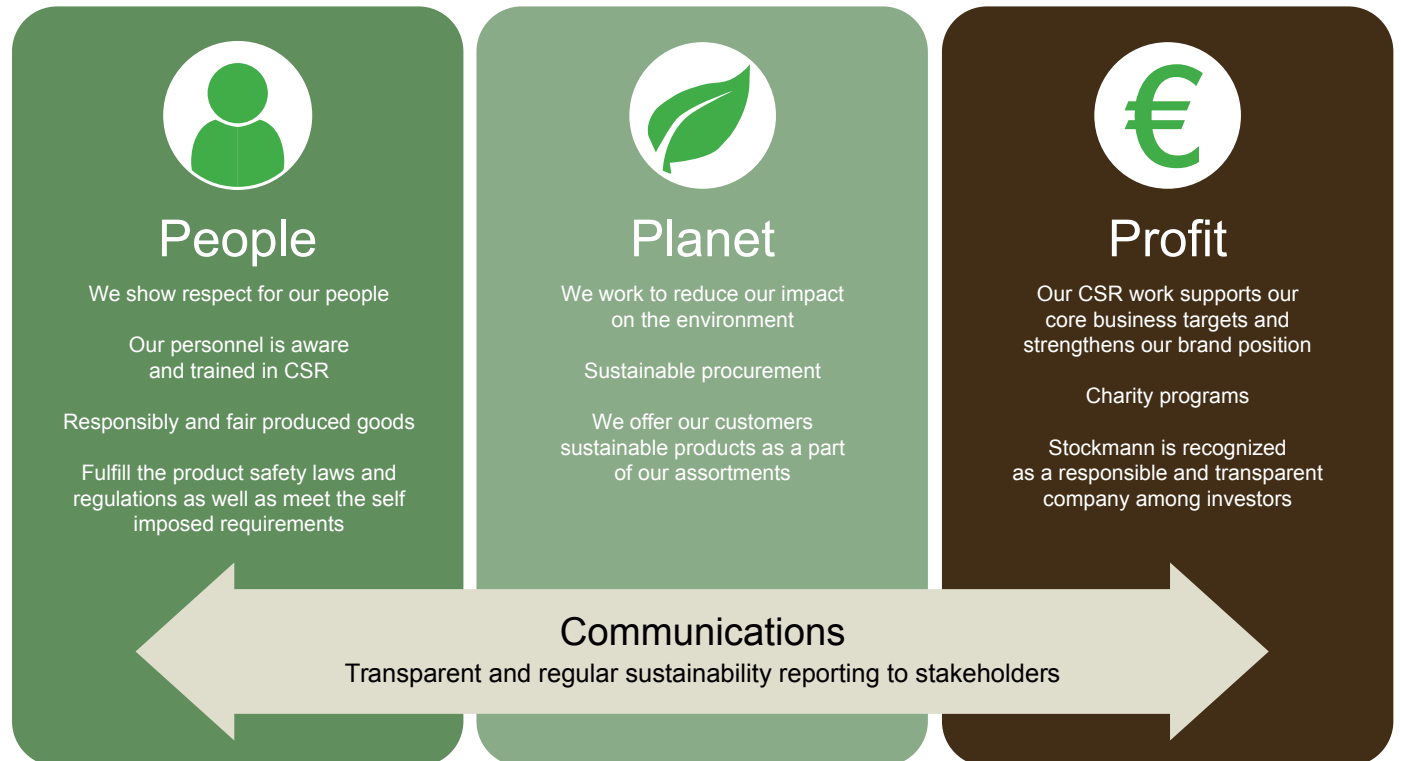 €
People
We show respect for our people
Our personnel is aware
and trained in CSR
Responsibly and fair produced goods
Fulfill the product safety laws and
regulations as well as meet the self
imposed requirements
Planet
We work to reduce our impact
on the environment
Sustainable procurement
We offer our customers
sustainable products as a part
of our assortments
Profit
Our CSR work supports our
core business targets and
strengthens our brand position
Charity programs
Stockmann is recognized
as a responsible and transparent
company among investors
Communications
Transparent and regular sustainability reporting to stakeholders